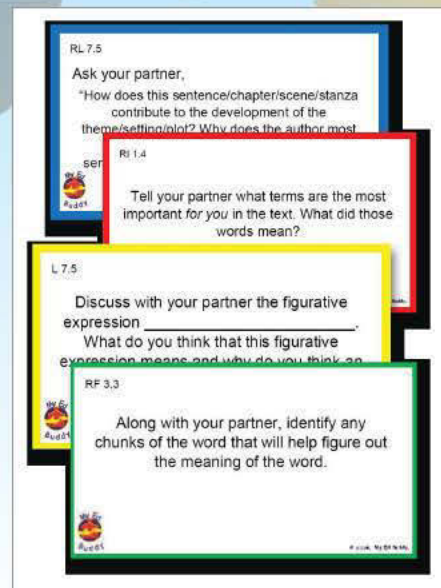 RL 7.5
Ask your partner,
"How does this sentence/chapter/scene/stanza
contribute to the development of the
theme/setting/plot? Why does the author most
RI 1.4
Tell your partner what terms are the most
important for you in the text. What did those
words mean?
L 7.5
Discuss with your partner the figurative
expression ____________________.
What do you think that this figurative
expression means and why do you think an
RF 3.3
Along with your partner, identify any
chunks of the word that will help figure out
the meaning of the word.
My Ed
Buddy